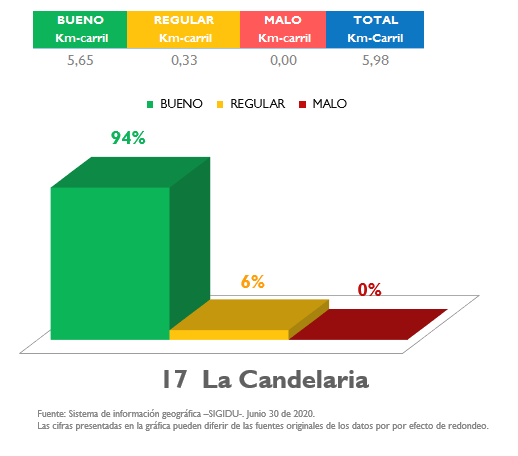 BUENO REGULAR MALO TOTAL
Km-carril Km-carril Km-carril Km-Carril
5,65 0,33 0,00 5,98
BUENO REGULAR MALO
94%
6%
0%
17 La Candelaria
Fuente: Sistema de información geográfica –SIGIDU-. Junio 30 de 2020.
Las cifras presentadas en la gráfica pueden diferir de las fuentes originales de los datos por por efecto de redondeo.